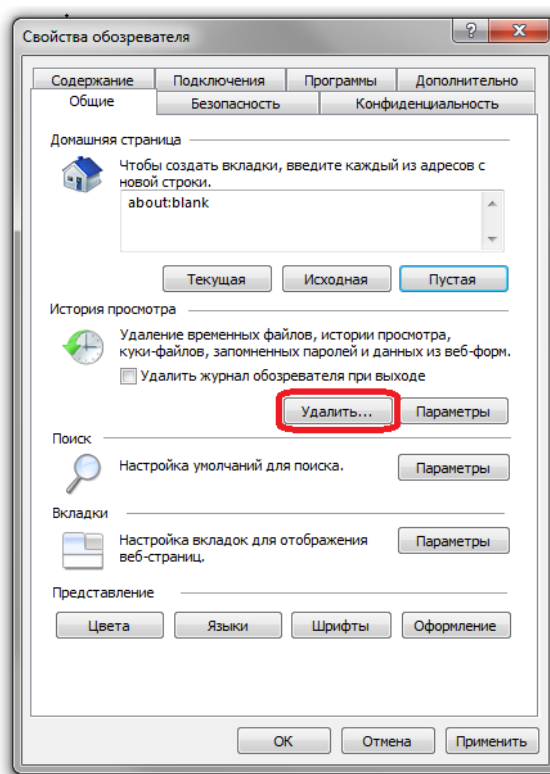 Свойства обозревателя
Содержание Подключения Программы Дополнительно
Общие Безопасность Конфиденциальность
Домашняя страница
Чтобы создать вкладки, введите каждый из адресов с
новой строки.
about:blank
Текущая Исходная Пустая
История просмотра
Удаление временных файлов, истории просмотра,
куки-файлов, запомненных паролей и данных из веб-форм.
Удалить журнал обозревателя при выходе
Удалить... Параметры
Поиск
Настройка умолчаний для поиска. Параметры
Вкладки
Настройка вкладок для отображения Параметры
веб-страниц.
Представление
Цвета Языки Шрифты Оформление
ОК Отмена Применить